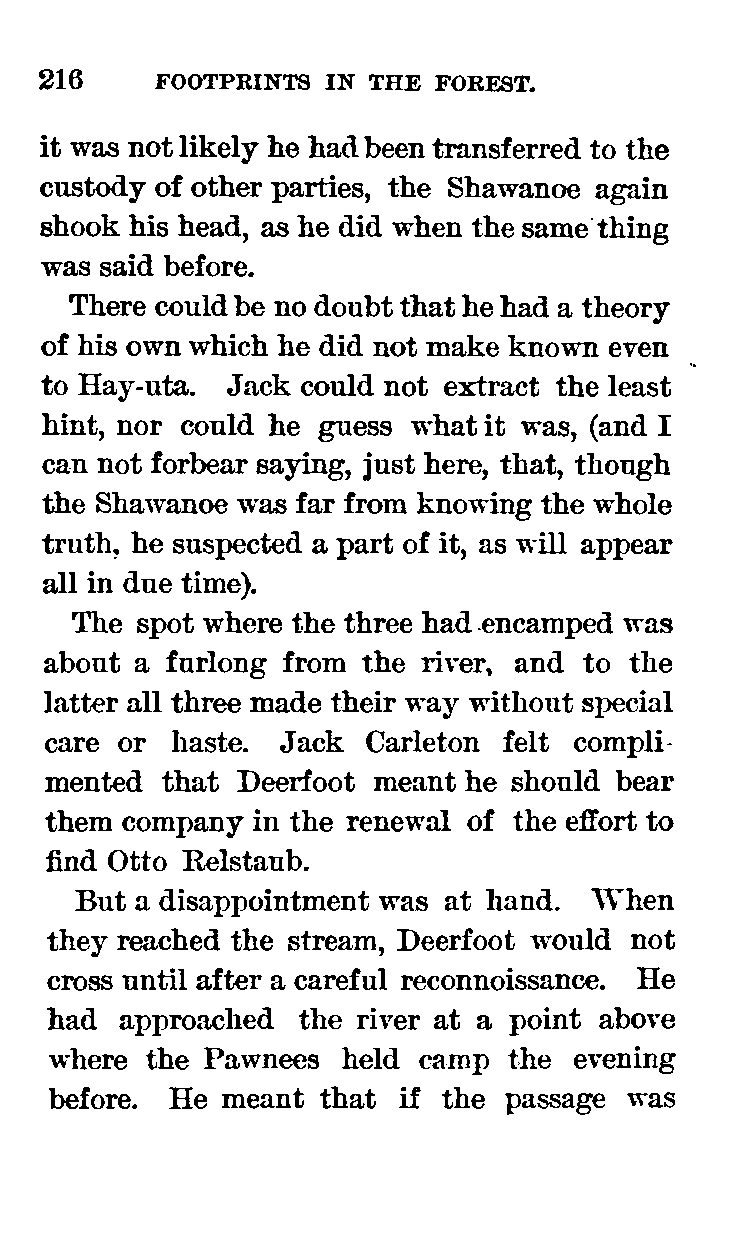 216 FOOTPRINTS IN THE FOREST.
it was not likely he had been transferred to the
custody of other parties, the Shawanoe again
shook his head, as he did when the same thing
was said before.
There could be no doubt that he had a theory
of his own which he did not make known even
to Hay-uta. Jack could not extract the least
hint, nor could he guess what it was, (and I
can not forbear saying, just here, that, though
the Shawanoe was far from knowing the whole
truth, he suspected a part of it, as will appear
all in due time).
The spot where the three had encamped was
about a furlong from the river, and to the
latter all three made their way without special
care or haste. Jack Carleton felt compli-
mented that Deerfoot meant he should bear
them company in the renewal of the effort to
find Otto Relstaub.
But a disappointment was at hand. When
they reached the stream, Deerfoot would not
cross until after a careful reconnoissance. He
had approached the river at a point above
where the Pawnees held camp the evening
before. He meant that if the passage was